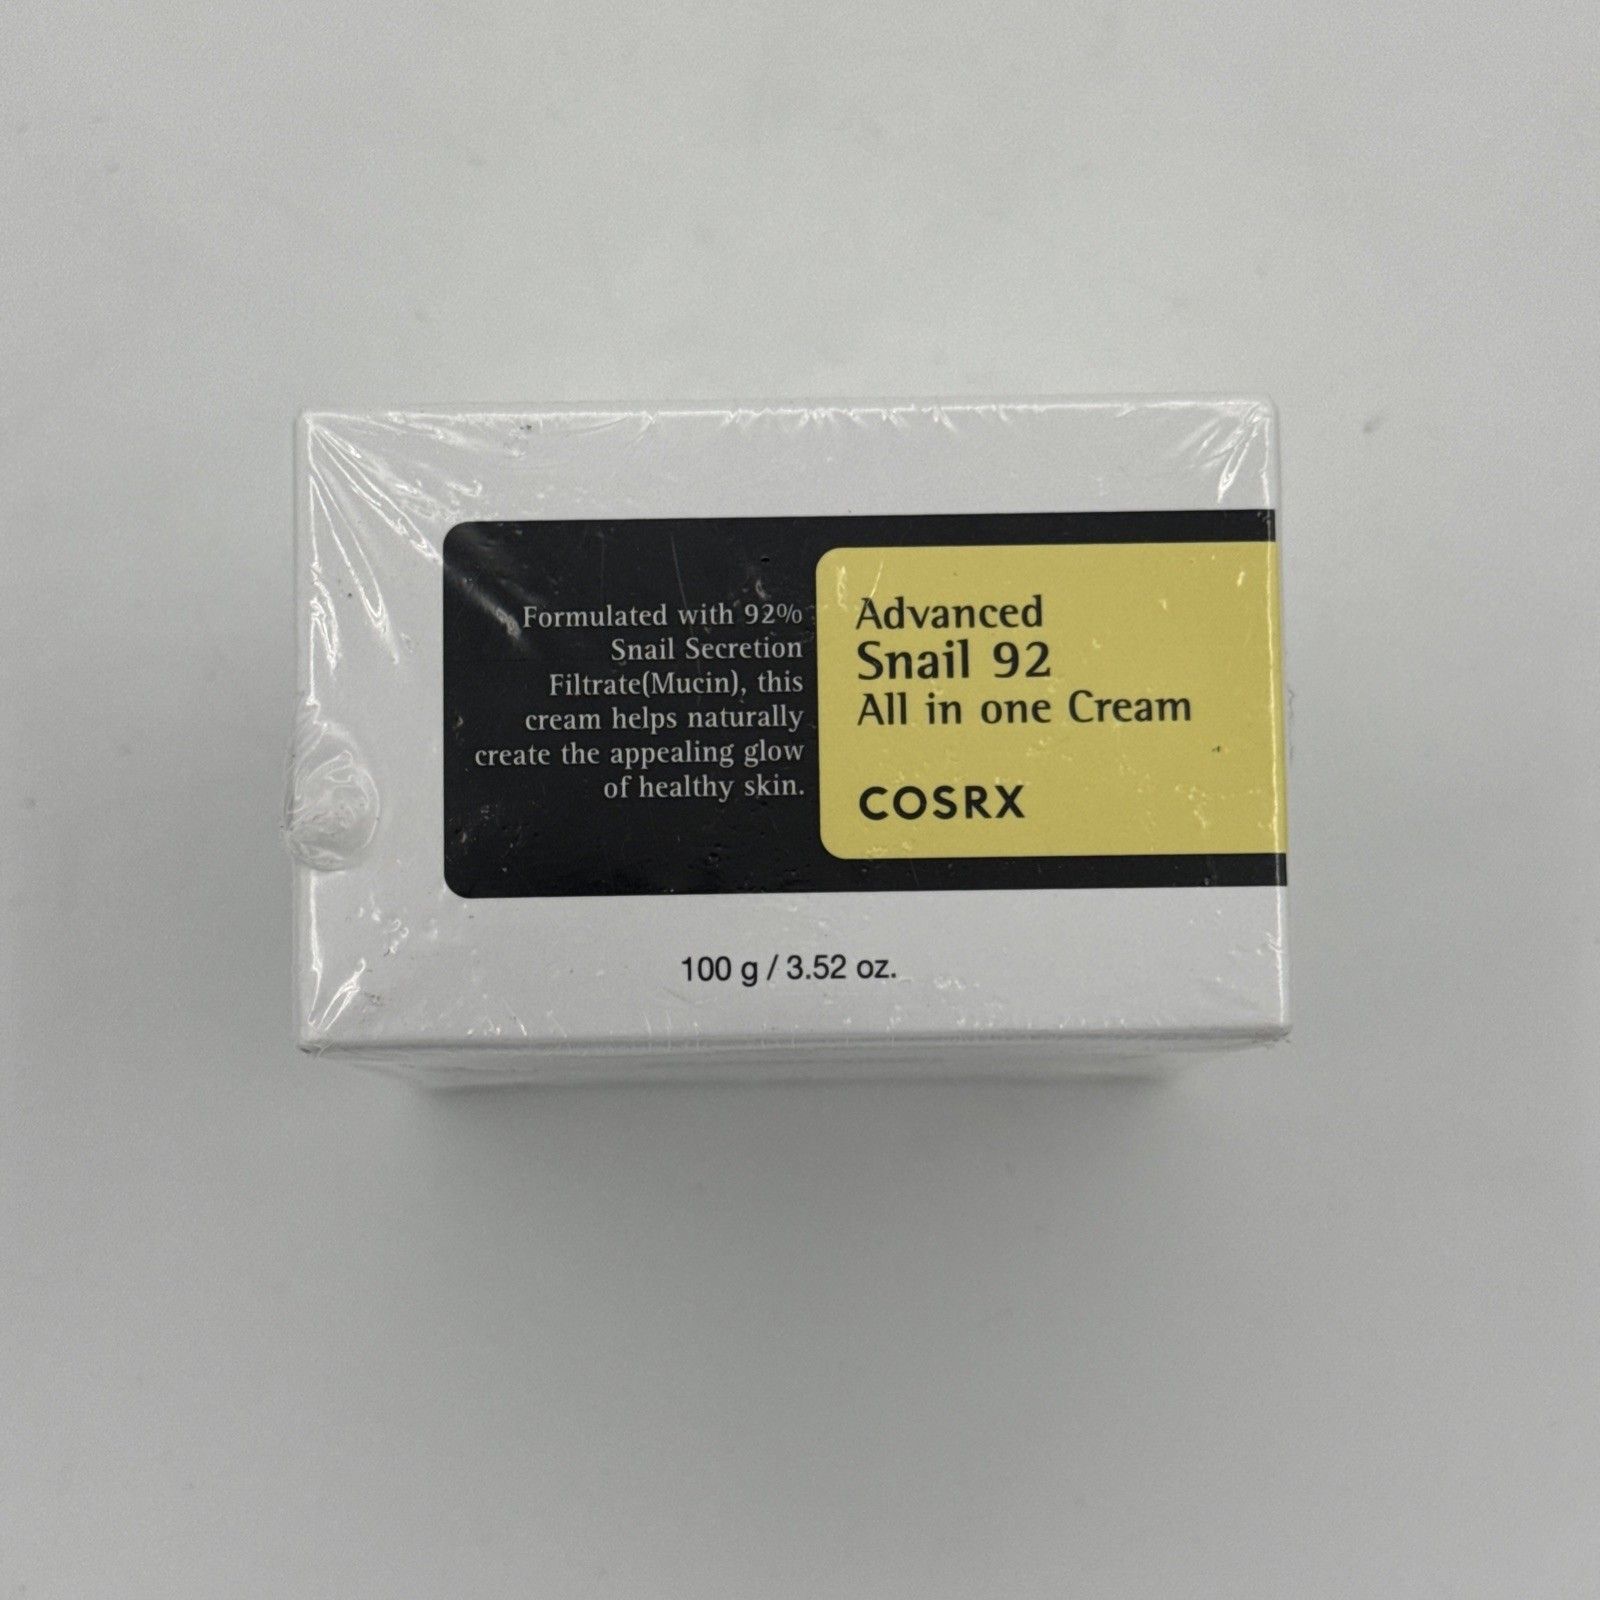 Formulated with 92%
Snail Secretion
Filtrate(Mucin), this
cream helps naturally
create the appealing glow
of healthy skin.
Advanced
Snail 92
All in one Cream
COSRX
100 g / 3.52 oz.